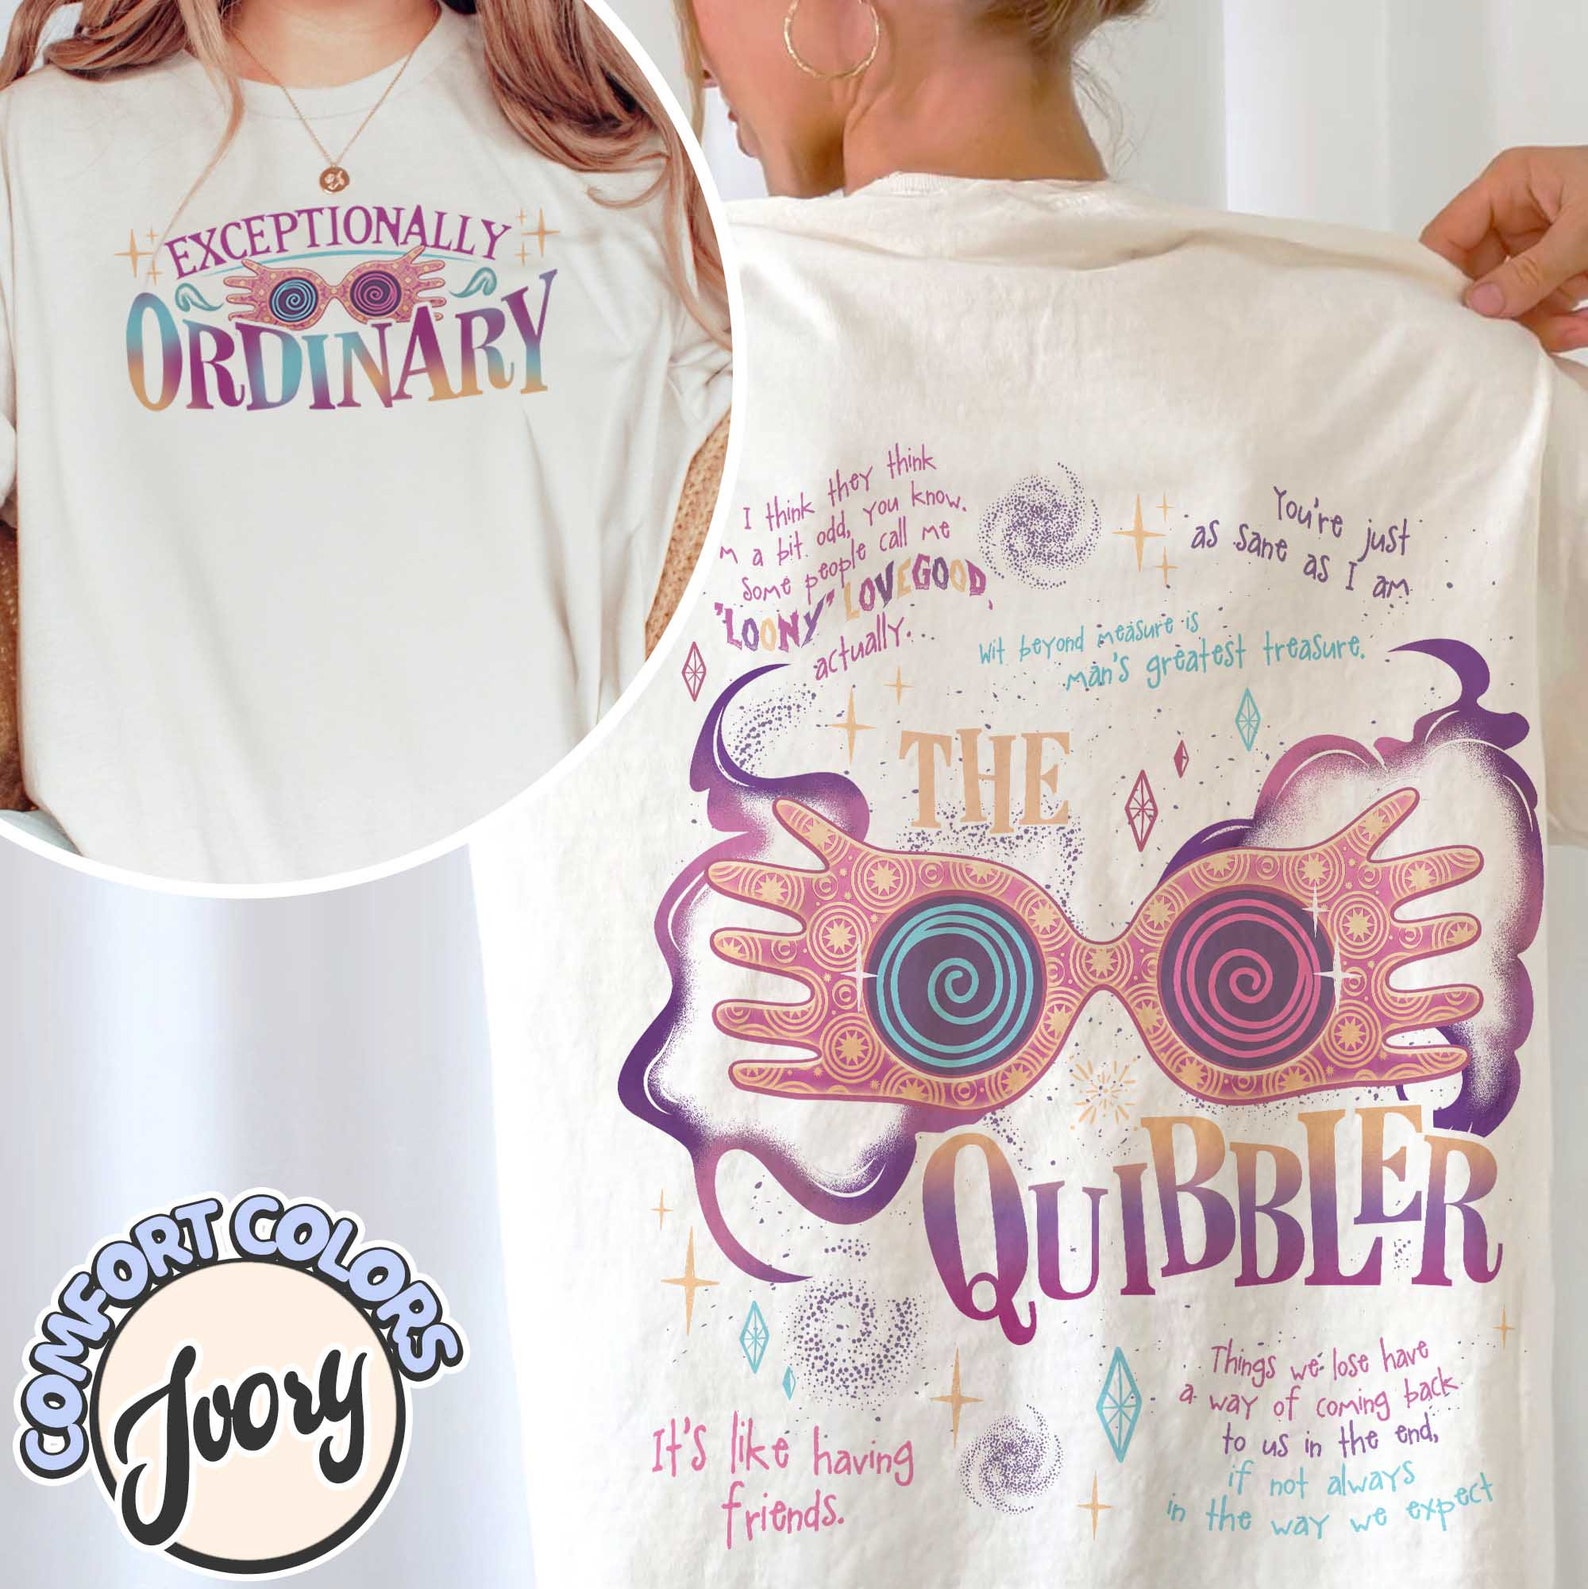 EXCEPTIONALLY
ORDINARY
I think they think
m a bit odd, you know.
Some people call me
"LOONY" LOVEGOOD,
actually...
You're just
as sane as I am
Wit beyond measure is
man's greatest treasure.
THE
QUIBBLER
It's like having
friends.
Things we lose have
a way of coming back
to us in the end,
if not always
in the way we expect
COMFORT COLORS
Ivory